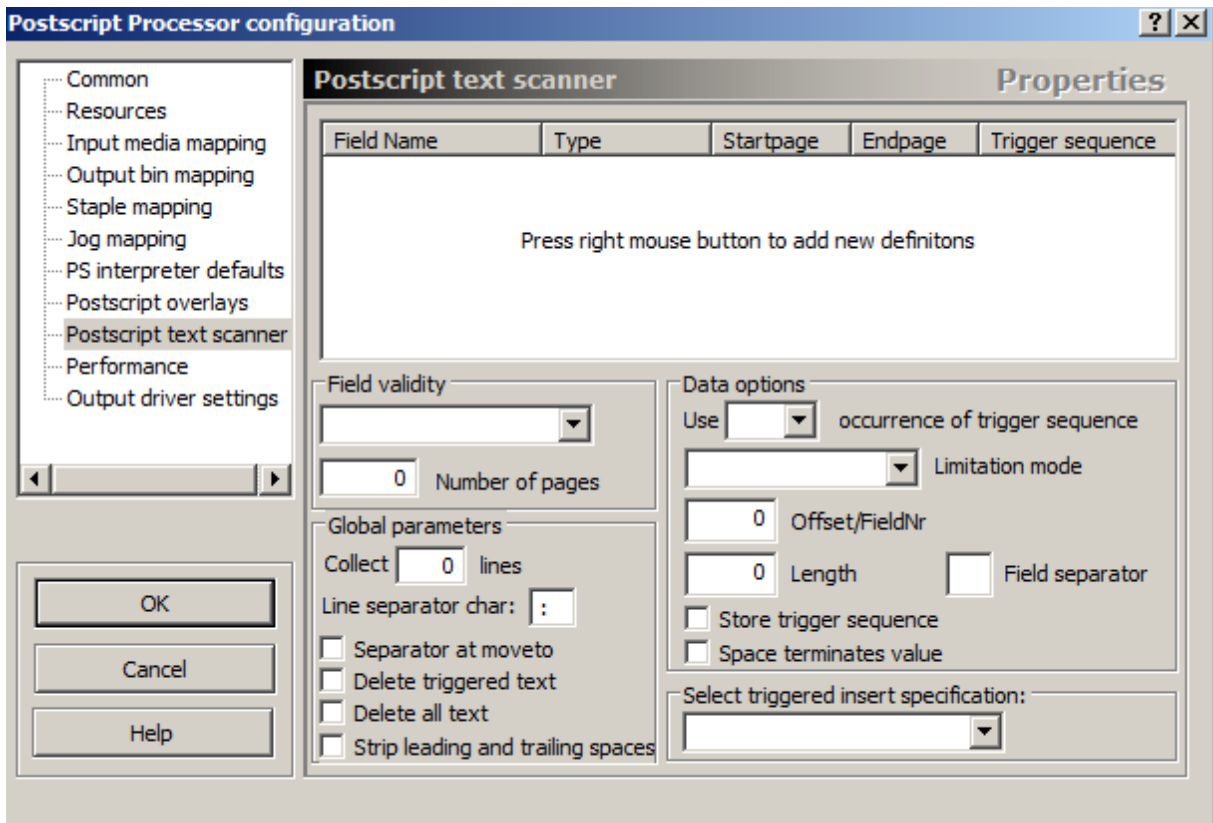 Postscript Processor configuration
Common
Resources
Input media mapping
Output bin mapping
Staple mapping
Jog mapping
PS interpreter defaults
Postscript overlays
Postscript text scanner
Performance
Output driver settings
OK
Cancel
Help
Postscript text scanner Properties
Field Name Type Startpage Endpage Trigger sequence
Press right mouse button to add new definitons
Field validity
0 Number of pages
Global parameters
Collect 0 lines
Line separator char: :
Separator at moveto
Delete triggered text
Delete all text
Strip leading and trailing spaces
Data options
Use occurrence of trigger sequence
Limitation mode
0 Offset/FieldNr
0 Length Field separator
Store trigger sequence
Space terminates value
Select triggered insert specification: